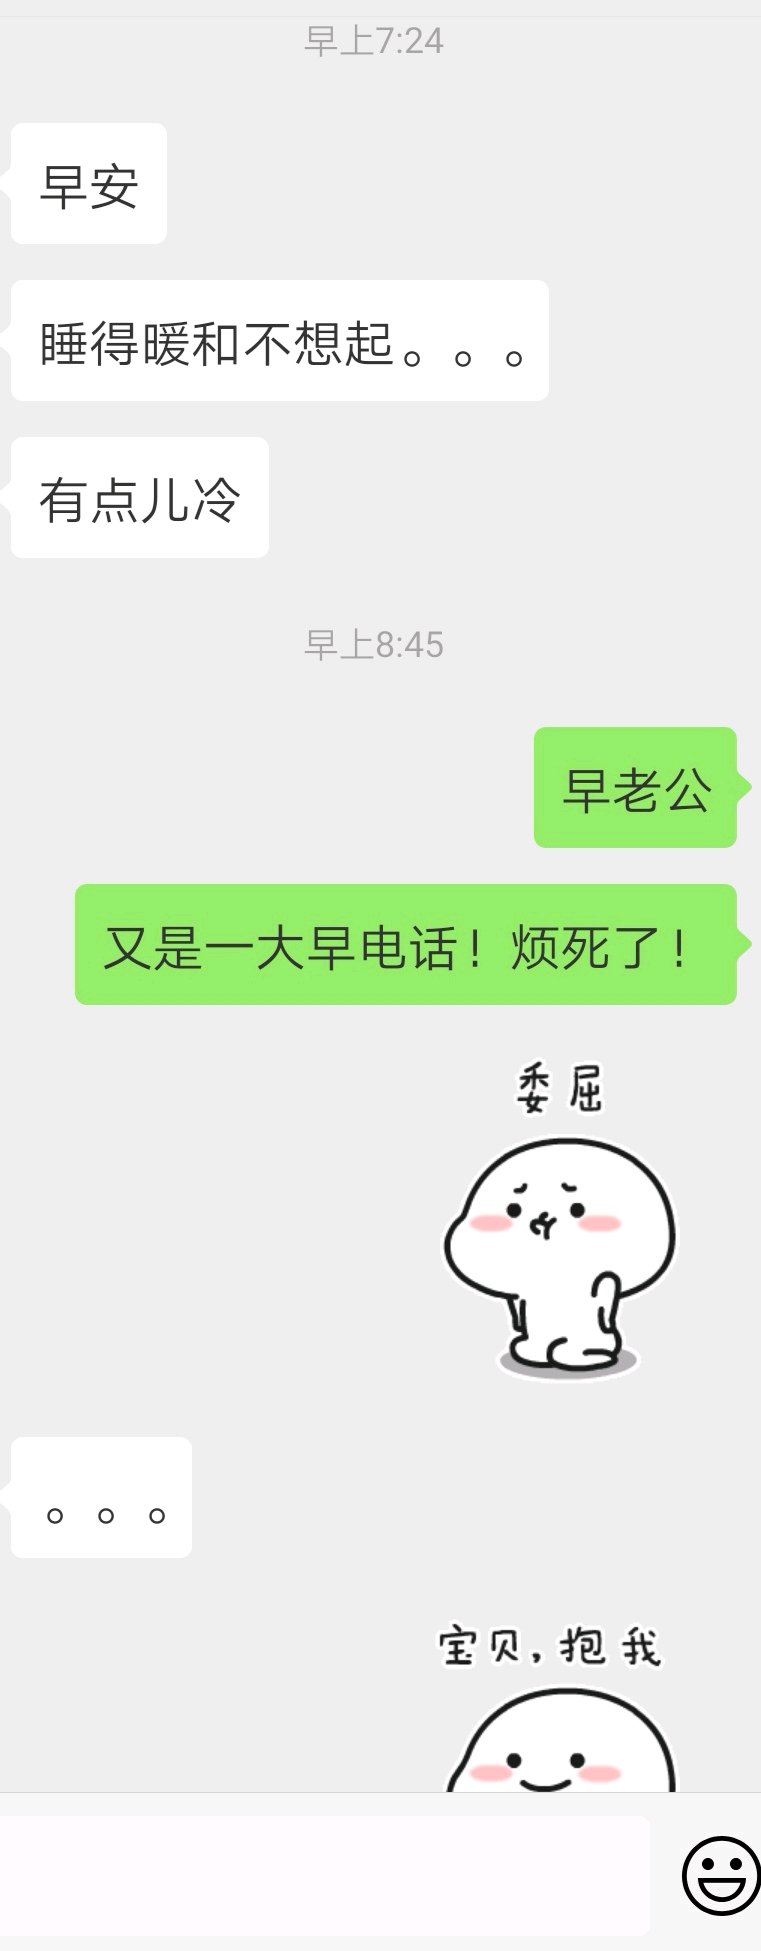 早上7:24
早安
睡得暖和不想起。。。
有点儿冷
早上8:45
早老公
又是一大早电话！烦死了！
委屈
。。。
宝贝，抱我